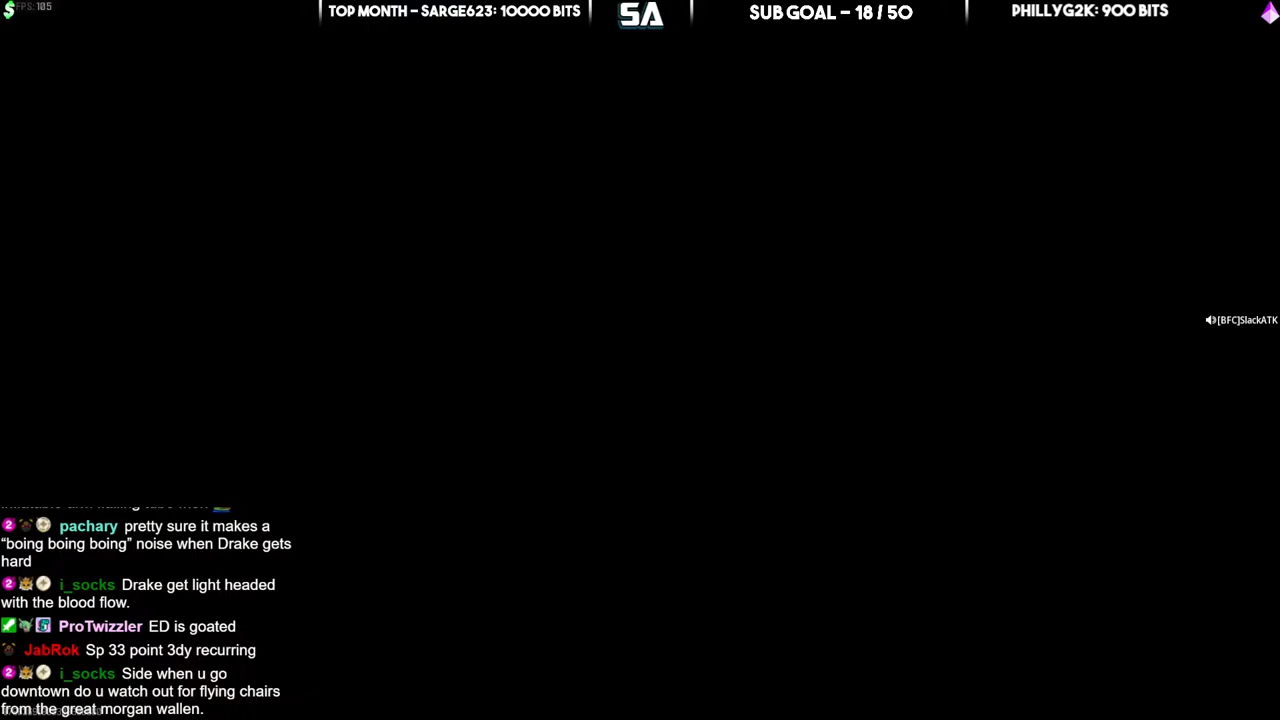 FPS: 105
TOP MONTH - SARGE623: 10000 BITS
SA
SUB GOAL - 18 / 50
PHILLYG2K: 900 BITS
[BFC]SlackATK
pachary pretty sure it makes a
“boing boing boing” noise when Drake gets
hard
i_socks Drake get light headed
with the blood flow.
ProTwizzler ED is goated
JabRok Sp 33 point 3dy recurring
i_socks Side when u go
downtown do u watch out for flying chairs
from the great morgan wallen.